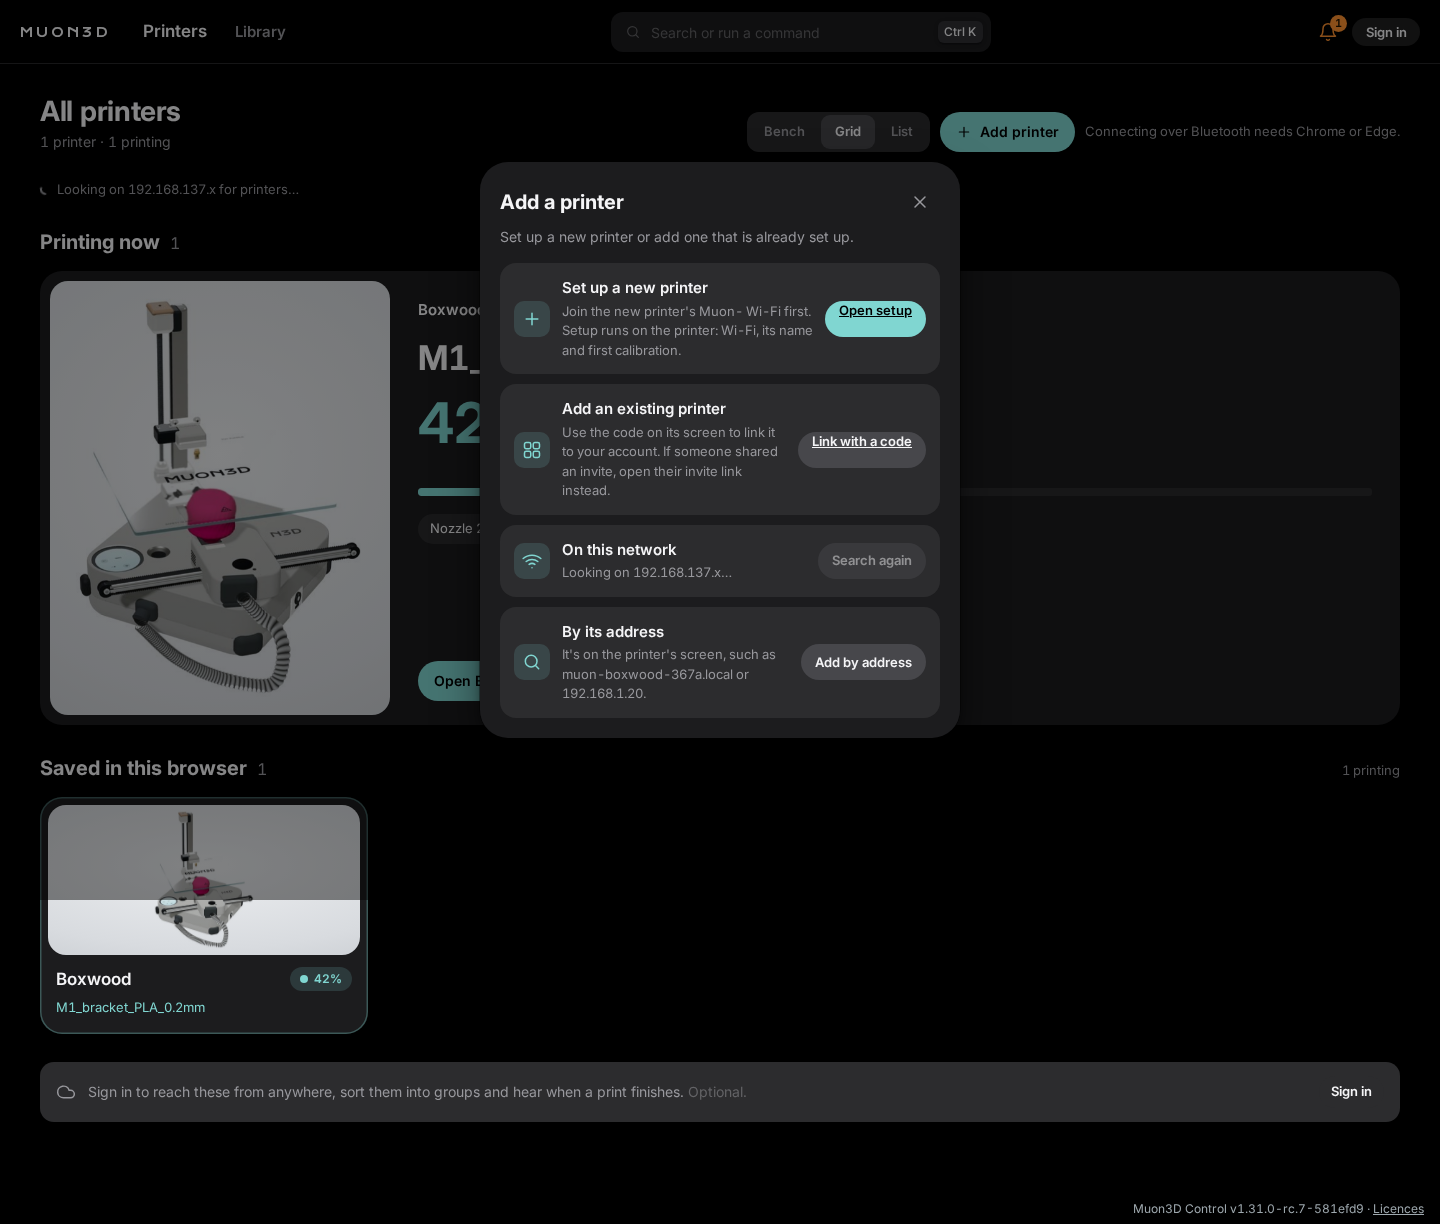 MUON3D
Printers
Library
Search or run a command
Ctrl K
1
Sign in
All printers
1 printer · 1 printing
Bench
Grid
List
Add printer
Connecting over Bluetooth needs Chrome or Edge.
Looking on 192.168.137.x for printers...
Printing now 1
Boxwood
M1_
42
Nozzle 2
Open B
MUON3D
M3D
Add a printer
Set up a new printer or add one that is already set up.
Set up a new printer
Join the new printer's Muon- Wi-Fi first.
Setup runs on the printer: Wi-Fi, its name
and first calibration.
Open setup
Add an existing printer
Use the code on its screen to link it
to your account. If someone shared
an invite, open their invite link
instead.
Link with a code
On this network
Looking on 192.168.137.x...
Search again
By its address
It's on the printer's screen, such as
muon-boxwood-367a.local or
192.168.1.20.
Add by address
Saved in this browser 1
1 printing
Boxwood
42%
M1_bracket_PLA_0.2mm
Sign in to reach these from anywhere, sort them into groups and hear when a print finishes. Optional.
Sign in
Muon3D Control v1.31.0-rc.7-581efd9 · Licences